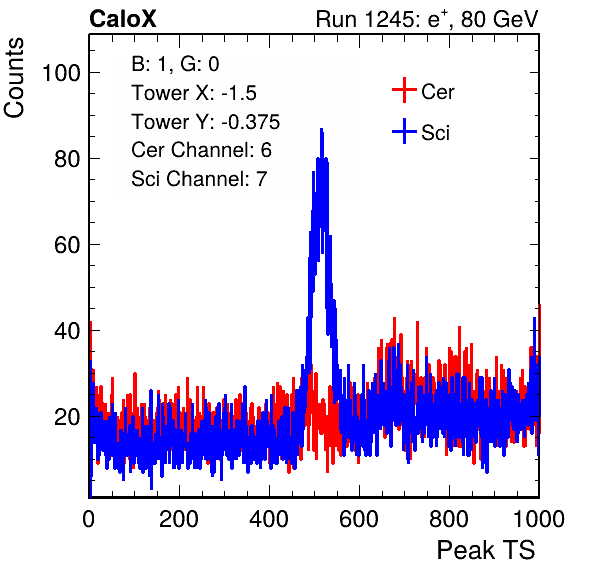 CaloX Run 1245: e⁺, 80 GeV
Counts
B: 1, G: 0
Tower X: -1.5
Tower Y: -0.375
Cer Channel: 6
Sci Channel: 7
Cer
Sci
100
80
60
40
20
0 200 400 600 800 1000
Peak TS